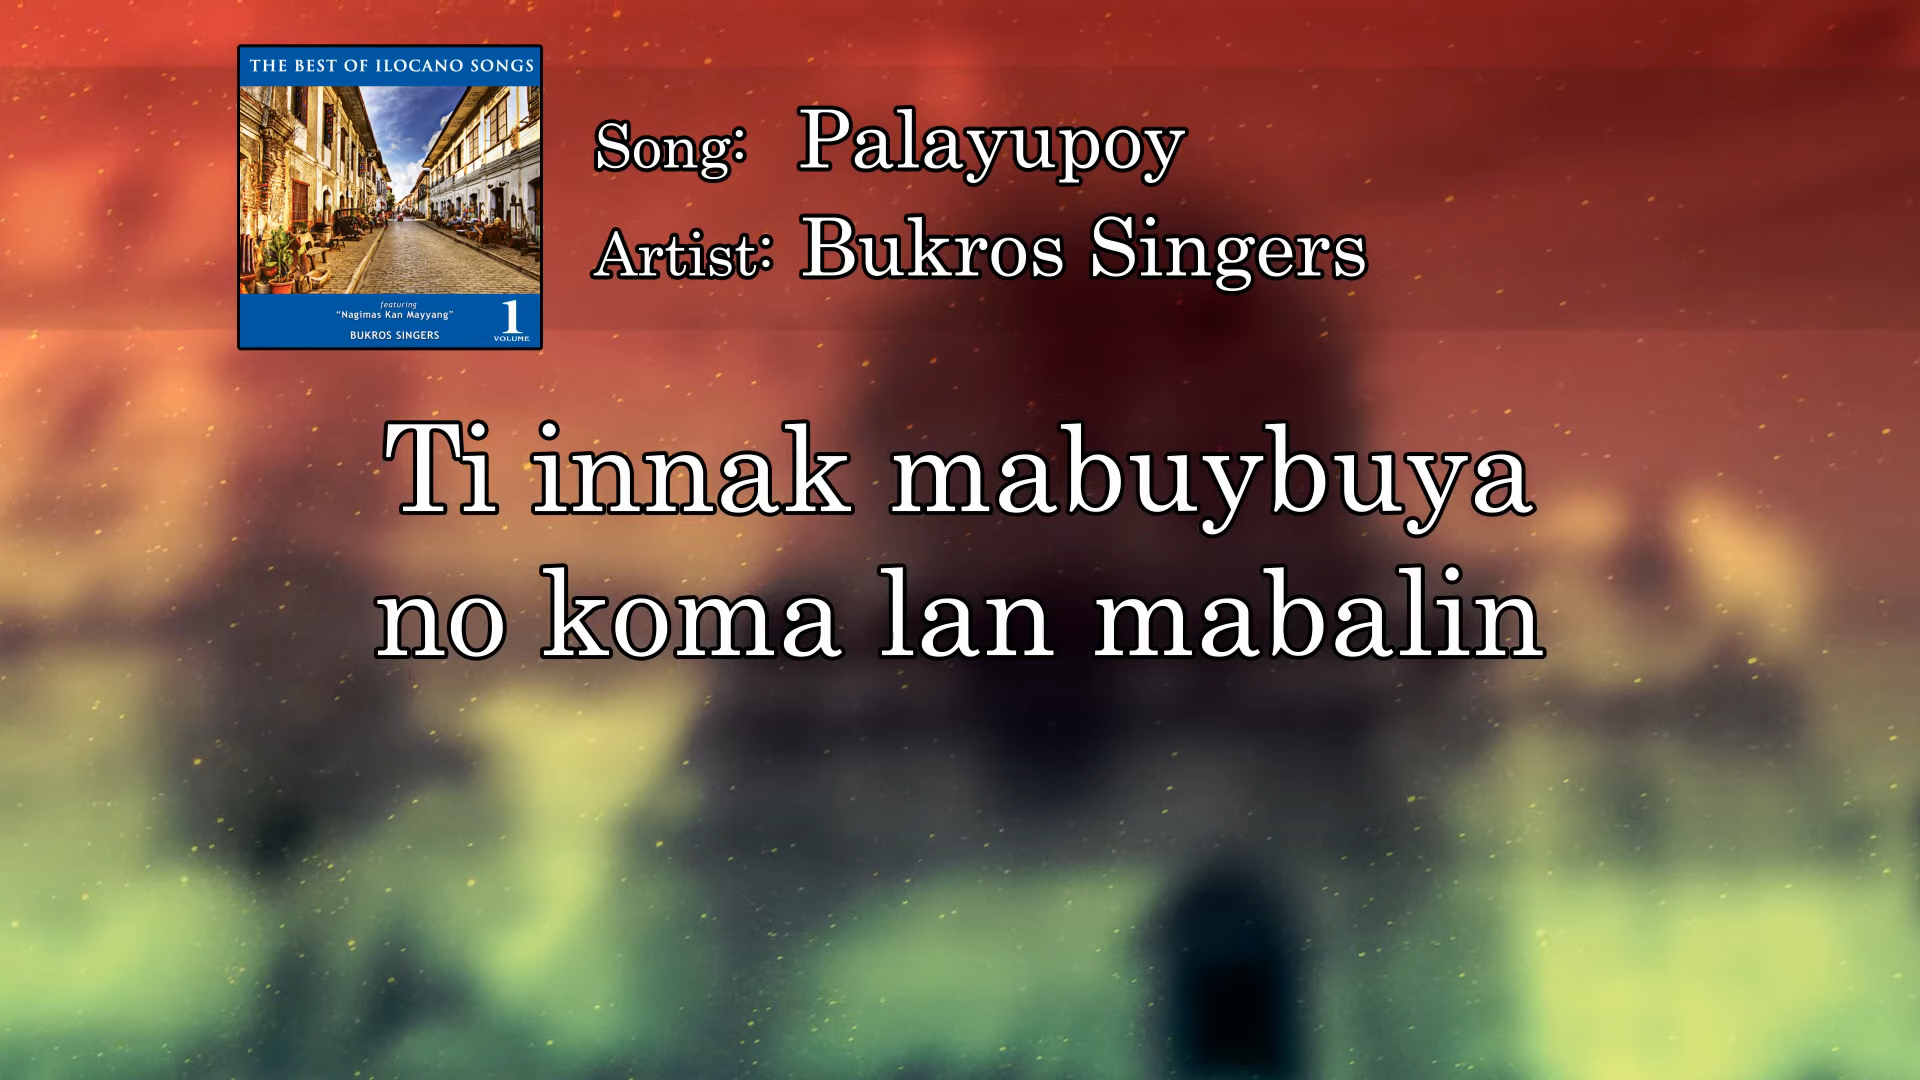 THE BEST OF ILOCANO SONGS
featuring
“Nagimas Kan Mayyang”
BUKROS SINGERS
1
VOLUME
Song: Palayupoy
Artist: Bukros Singers
Ti innak mabuybuya
no koma lan mabalin